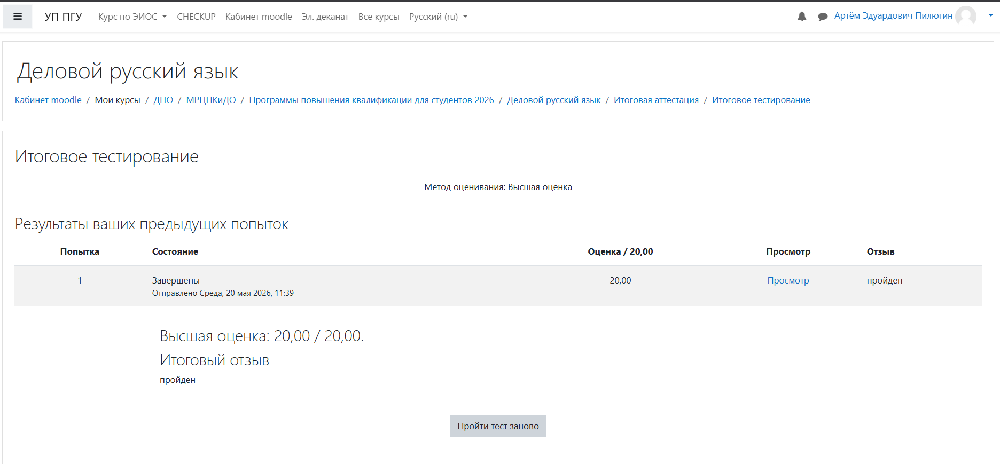 УП ПГУ Курс по ЭИОС CHECKUP Кабинет moodle Эл. деканат Все курсы Русский (ru) Артём Эдуардович Пилюгин
Деловой русский язык
Кабинет moodle / Мои курсы / ДПО / МРЦПКиДО / Программы повышения квалификации для студентов 2026 / Деловой русский язык / Итоговая аттестация / Итоговое тестирование
Итоговое тестирование
Метод оценивания: Высшая оценка
Результаты ваших предыдущих попыток
Попытка Состояние Оценка / 20,00 Просмотр Отзыв
1 Завершены 20,00 Просмотр пройден
Отправлено Среда, 20 мая 2026, 11:39
Высшая оценка: 20,00 / 20,00.
Итоговый отзыв
пройден
Пройти тест заново